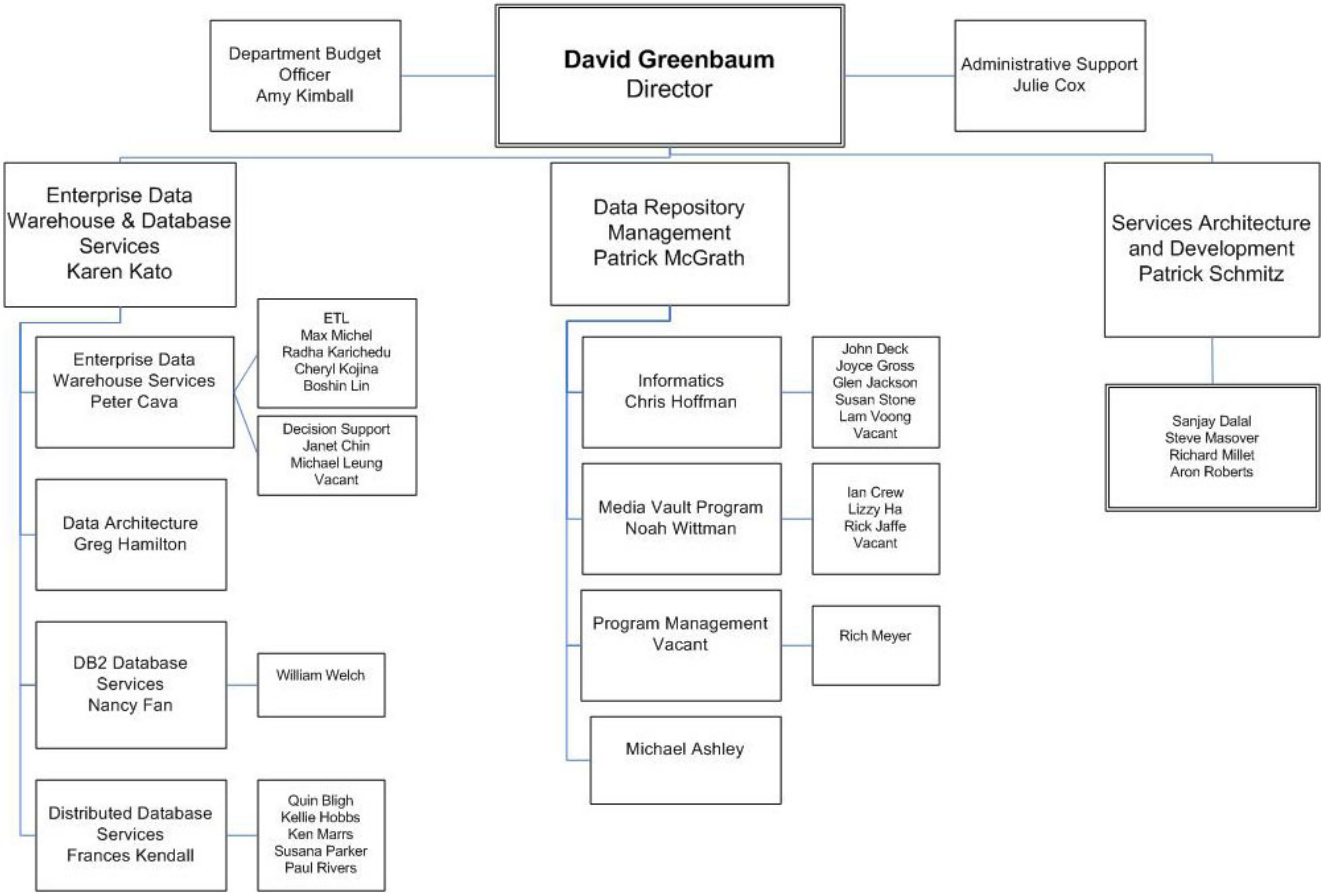 Department Budget
Officer
Amy Kimball
David Greenbaum
Director
Administrative Support
Julie Cox
Enterprise Data
Warehouse & Database
Services
Karen Kato
Data Repository
Management
Patrick McGrath
Services Architecture
and Development
Patrick Schmitz
Enterprise Data
Warehouse Services
Peter Cava
ETL
Max Michel
Radha Karichedu
Cheryl Kojina
Boshin Lin
Decision Support
Janet Chin
Michael Leung
Vacant
Data Architecture
Greg Hamilton
DB2 Database
Services
Nancy Fan
William Welch
Distributed Database
Services
Frances Kendall
Quin Bligh
Kellie Hobbs
Ken Marrs
Susana Parker
Paul Rivers
Informatics
Chris Hoffman
John Deck
Joyce Gross
Glen Jackson
Susan Stone
Lam Voong
Vacant
Media Vault Program
Noah Wittman
Ian Crew
Lizzy Ha
Rick Jaffe
Vacant
Program Management
Vacant
Rich Meyer
Michael Ashley
Sanjay Dalal
Steve Masover
Richard Millet
Aron Roberts